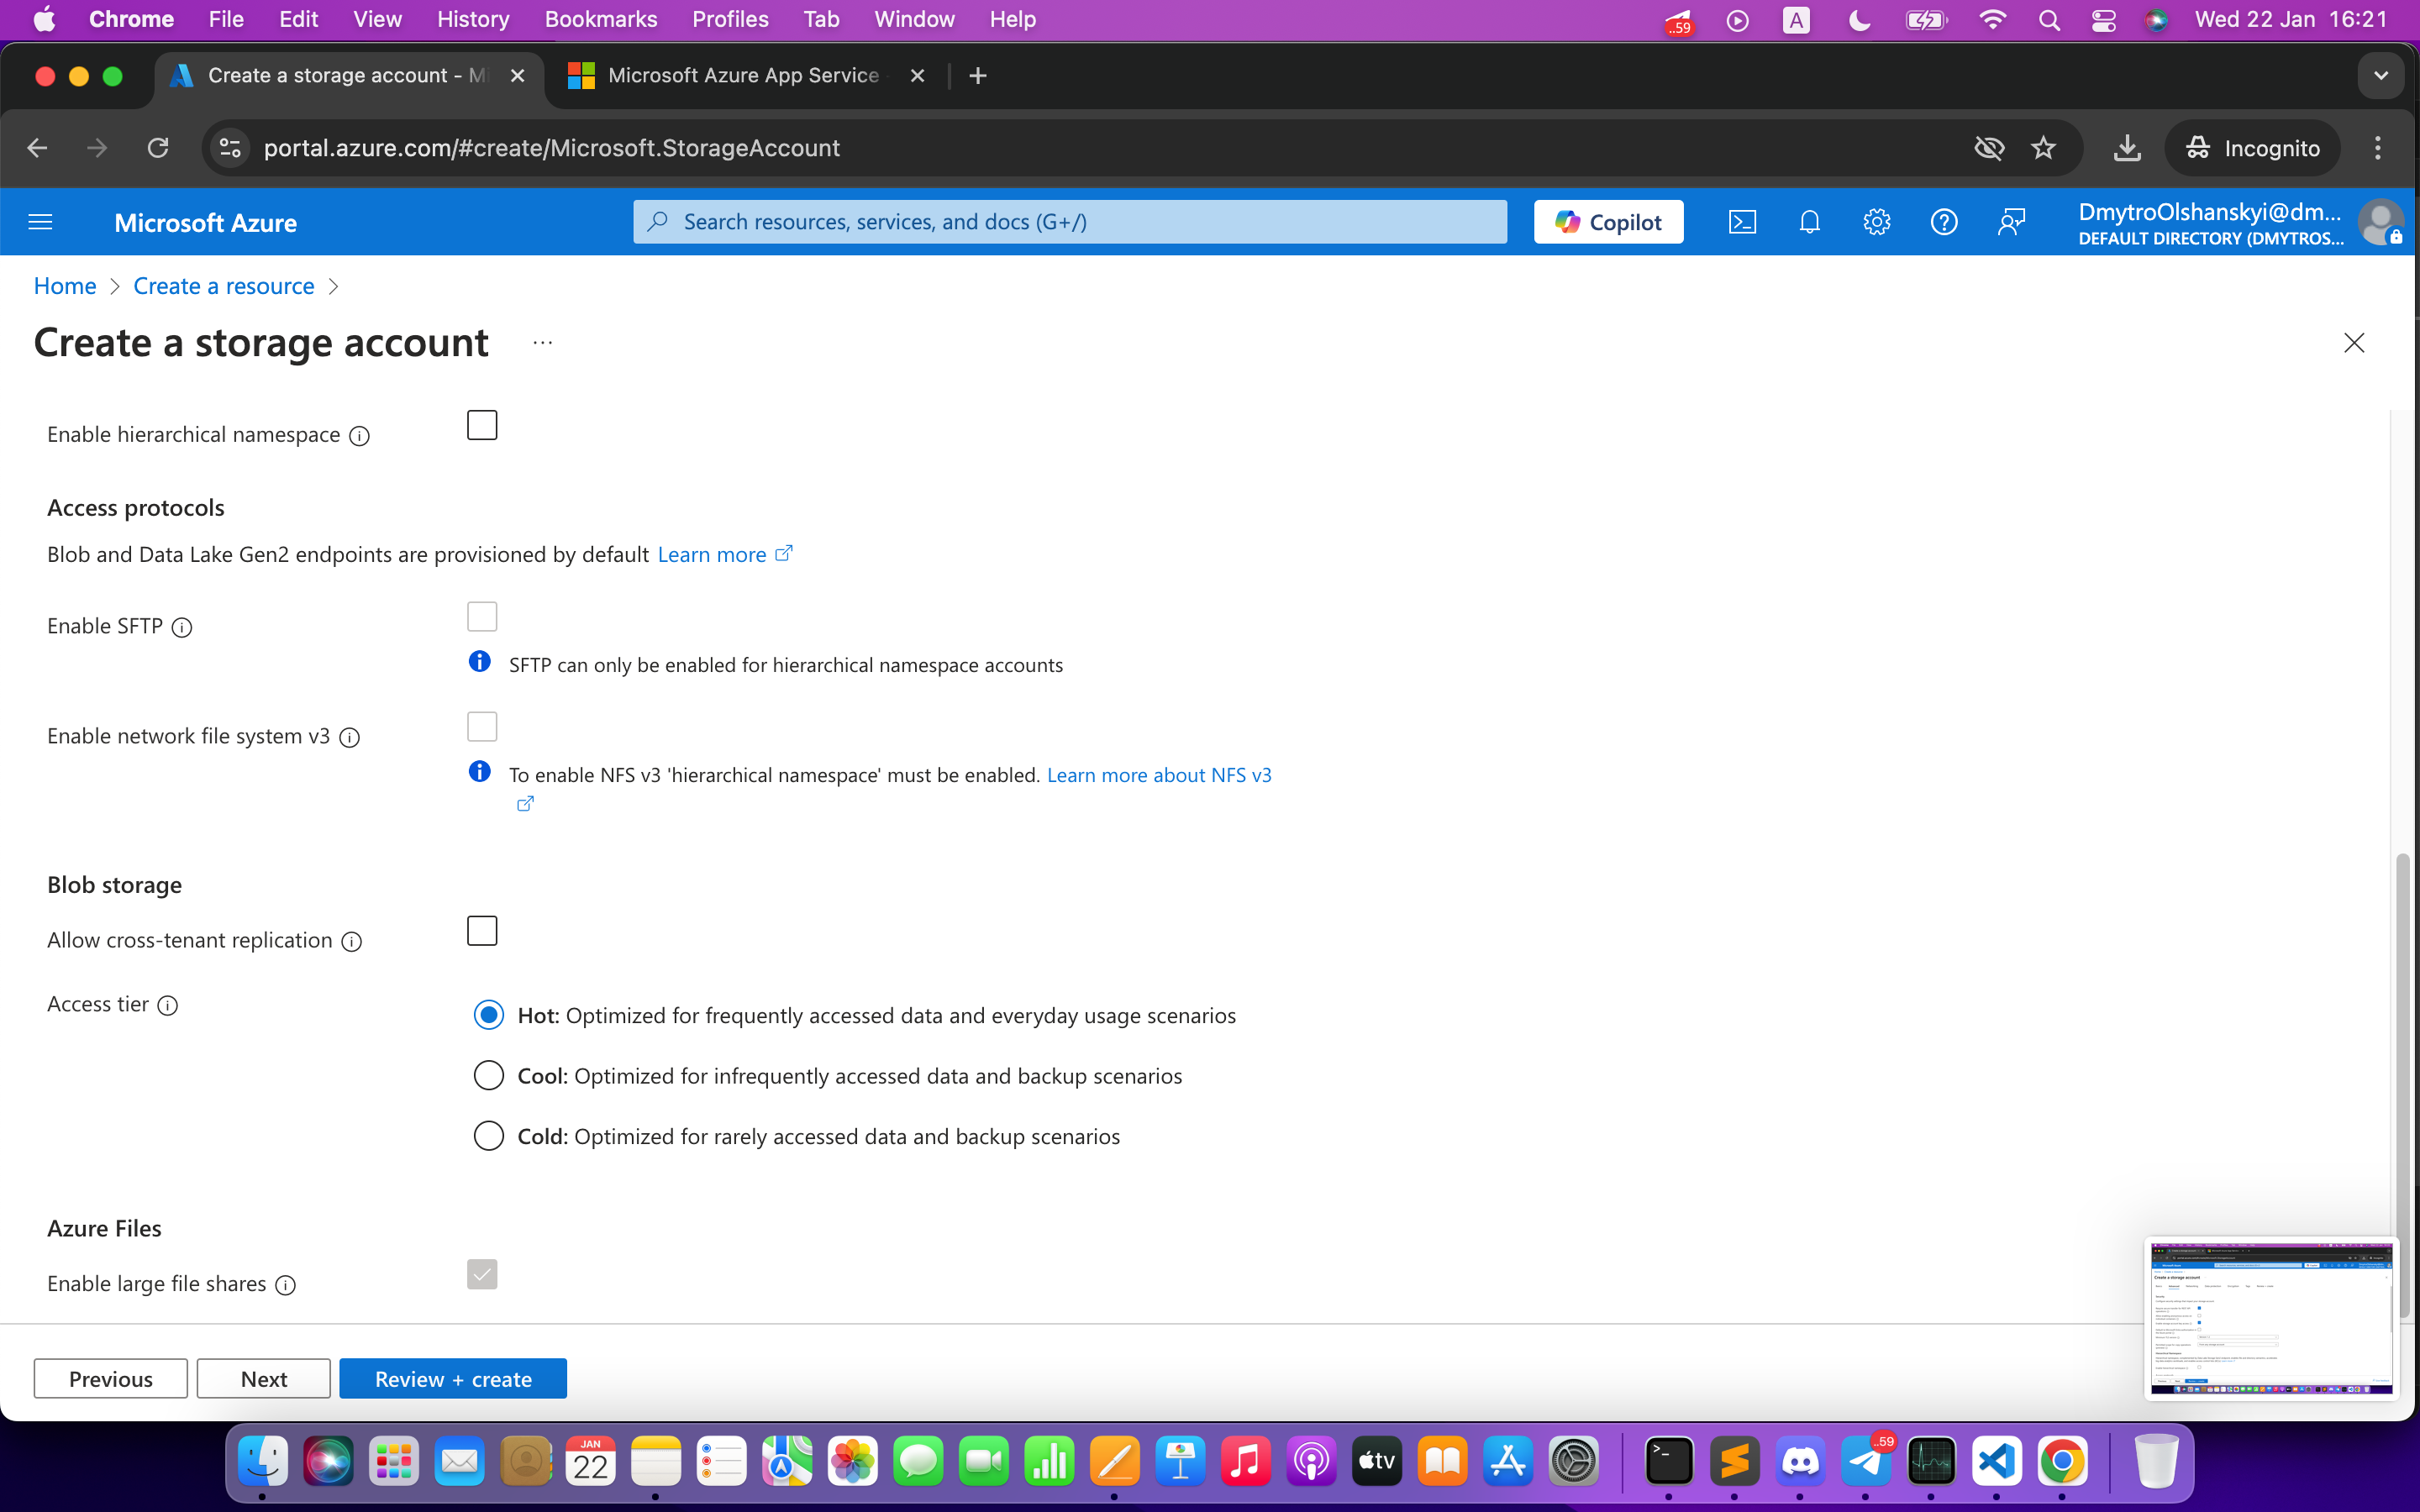 Chrome File Edit View History Bookmarks Profiles Tab Window Help ..59 A Wed 22 Jan 16:21
Create a storage account - Mi Microsoft Azure App Service -
portal.azure.com/#create/Microsoft.StorageAccount Incognito
Microsoft Azure Search resources, services, and docs (G+/) Copilot DmytroOlshanskyi@dm...
DEFAULT DIRECTORY (DMYTROS...
Home > Create a resource >
Create a storage account ...
Enable hierarchical namespace
Access protocols
Blob and Data Lake Gen2 endpoints are provisioned by default Learn more
Enable SFTP
SFTP can only be enabled for hierarchical namespace accounts
Enable network file system v3
To enable NFS v3 'hierarchical namespace' must be enabled. Learn more about NFS v3
Blob storage
Allow cross-tenant replication
Access tier
Hot: Optimized for frequently accessed data and everyday usage scenarios
Cool: Optimized for infrequently accessed data and backup scenarios
Cold: Optimized for rarely accessed data and backup scenarios
Azure Files
Enable large file shares
Previous Next Review + create
JAN
22
tv
..59